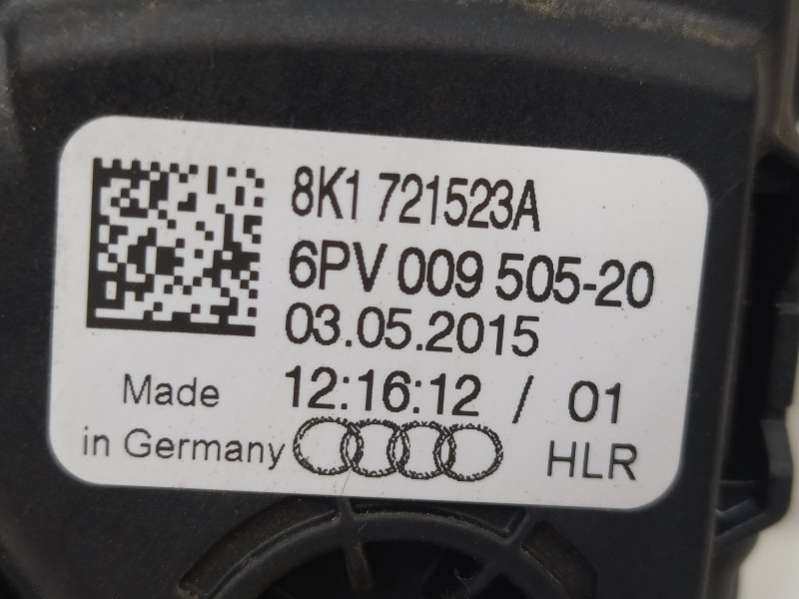 8K1 721523A
6PV 009 505-20
03.05.2015
Made 12:16:12 / 01
in Germany HLR